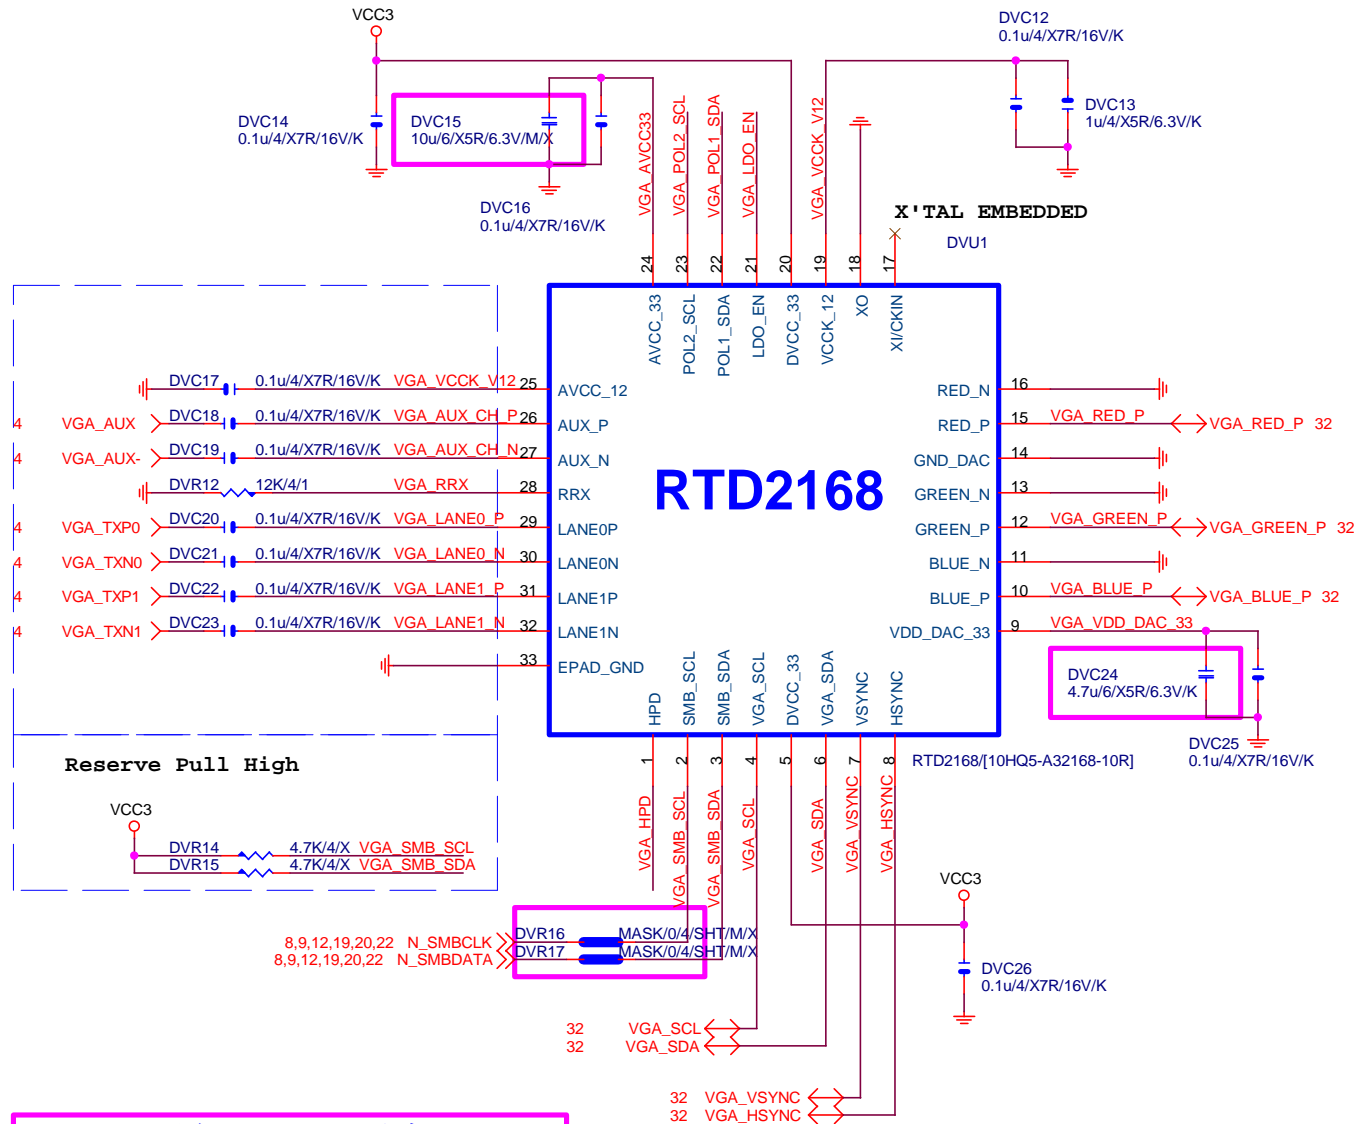 VCC3
DVC12
0.1u/4/X7R/16V/K
DVC14
0.1u/4/X7R/16V/K
DVC15
10u/6/X5R/6.3V/M/X
DVC13
1u/4/X5R/6.3V/K
DVC16
0.1u/4/X7R/16V/K
VGA_AVCC33
VGA_POL2_SCL
VGA_POL1_SDA
VGA_LDO_EN
VGA_VCCK_V12
X'TAL EMBEDDED
DVU1
24
23
22
21
20
19
18
17
AVCC_33
POL2_SCL
POL1_SDA
LDO_EN
DVCC_33
VCCK_12
XO
XI/CKIN
DVC17 0.1u/4/X7R/16V/K VGA_VCCK_V12 25 AVCC_12
4 VGA_AUX DVC18 0.1u/4/X7R/16V/K VGA_AUX_CH_P 26 AUX_P
4 VGA_AUX- DVC19 0.1u/4/X7R/16V/K VGA_AUX_CH_N 27 AUX_N
DVR12 12K/4/1 VGA_RRX 28 RRX
4 VGA_TXP0 DVC20 0.1u/4/X7R/16V/K VGA_LANE0_P 29 LANE0P
4 VGA_TXN0 DVC21 0.1u/4/X7R/16V/K VGA_LANE0_N 30 LANE0N
4 VGA_TXP1 DVC22 0.1u/4/X7R/16V/K VGA_LANE1_P 31 LANE1P
4 VGA_TXN1 DVC23 0.1u/4/X7R/16V/K VGA_LANE1_N 32 LANE1N
33 EPAD_GND
RTD2168
RED_N 16
RED_P 15 VGA_RED_P VGA_RED_P 32
GND_DAC 14
GREEN_N 13
GREEN_P 12 VGA_GREEN_P VGA_GREEN_P 32
BLUE_N 11
BLUE_P 10 VGA_BLUE_P VGA_BLUE_P 32
VDD_DAC_33 9 VGA_VDD_DAC_33
DVC24
4.7u/6/X5R/6.3V/K
DVC25
0.1u/4/X7R/16V/K
HPD
SMB_SCL
SMB_SDA
VGA_SCL
DVCC_33
VGA_SDA
VSYNC
HSYNC
1
2
3
4
5
6
7
8
RTD2168/[10HQ5-A32168-10R]
VGA_HPD
VGA_SMB_SCL
VGA_SMB_SDA
VGA_SCL
VGA_SDA
VGA_VSYNC
VGA_HSYNC
Reserve Pull High
VCC3
DVR14 4.7K/4/X VGA_SMB_SCL
DVR15 4.7K/4/X VGA_SMB_SDA
8,9,12,19,20,22 N_SMBCLK DVR16 MASK/0/4/SHT/M/X
8,9,12,19,20,22 N_SMBDATA DVR17 MASK/0/4/SHT/M/X
VCC3
DVC26
0.1u/4/X7R/16V/K
32 VGA_SCL
32 VGA_SDA
32 VGA_VSYNC
32 VGA_HSYNC